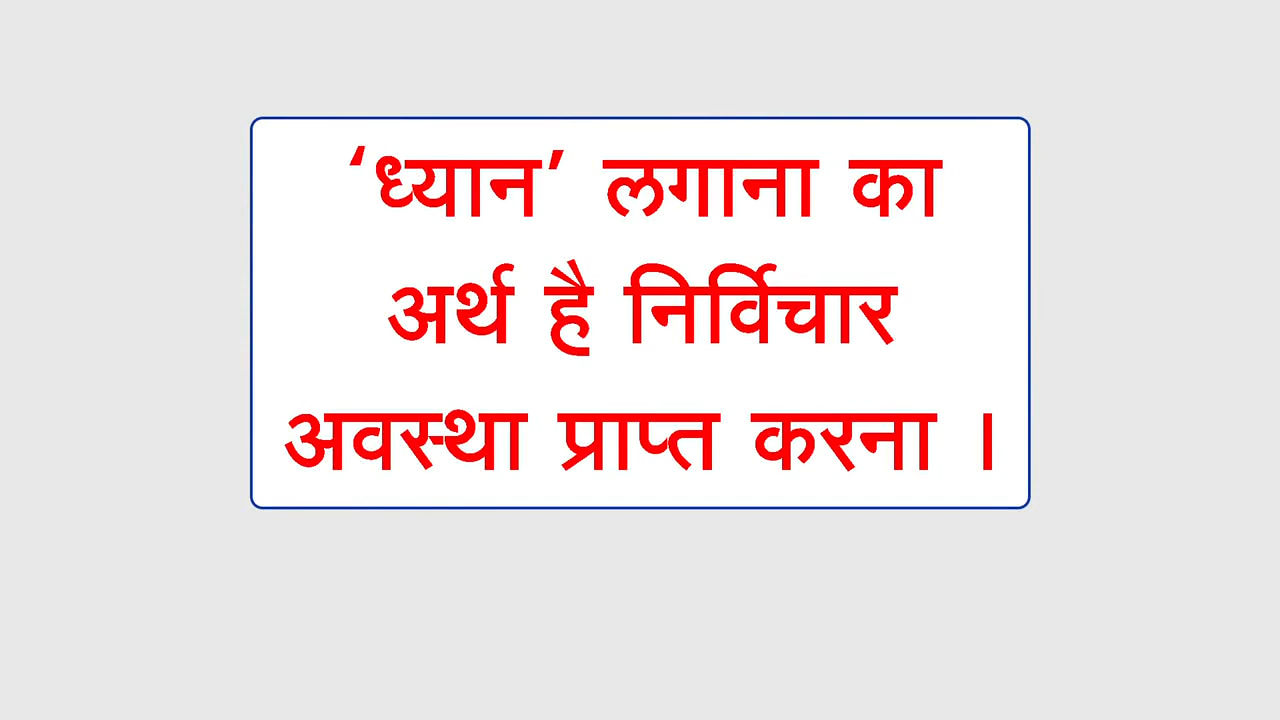 ‘ध्यान’ लगाना का
अर्थ है निर्विचार
अवस्था प्राप्त करना ।